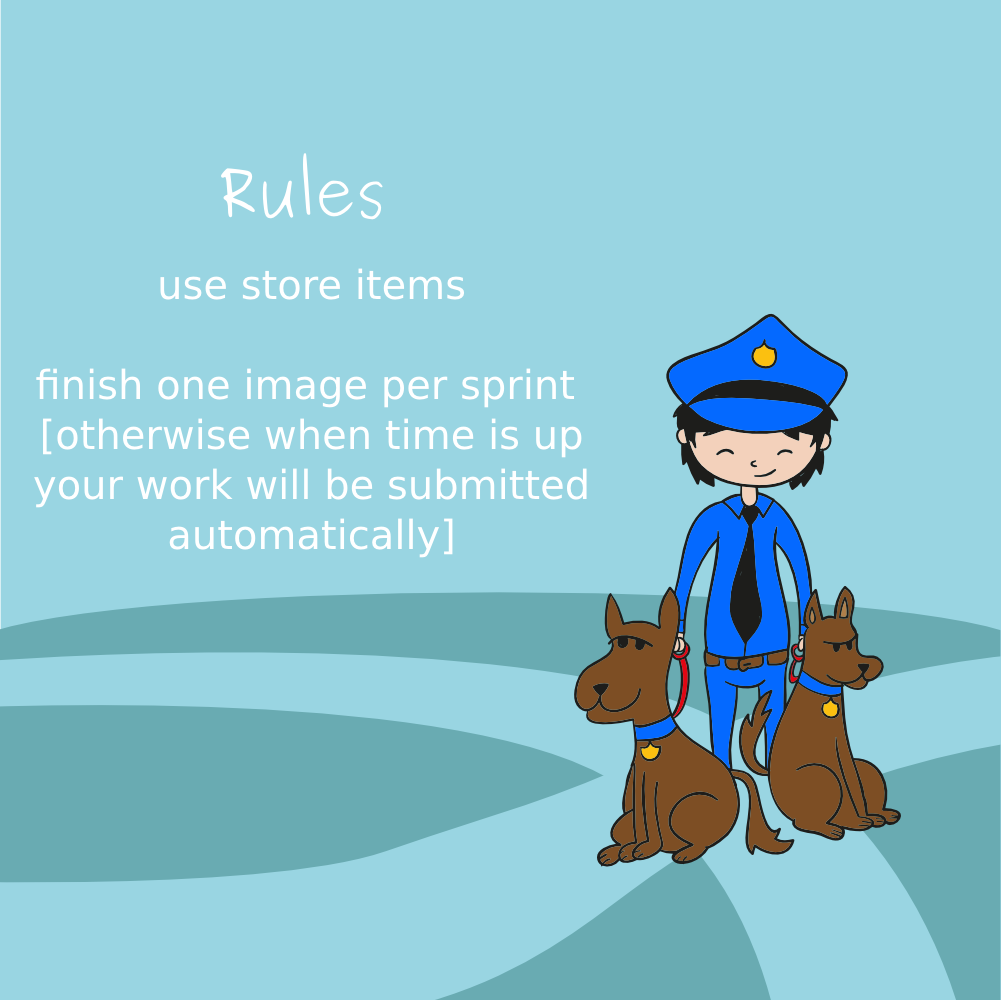 Rules
use store items
finish one image per sprint
[otherwise when time is up
your work will be submitted
automatically]